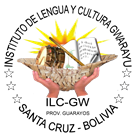 INSTITUTO DE LENGUA Y CULTURA GWARAYU
ILC-GW
PROV. GUARAYOS
SANTA CRUZ - BOLIVIA